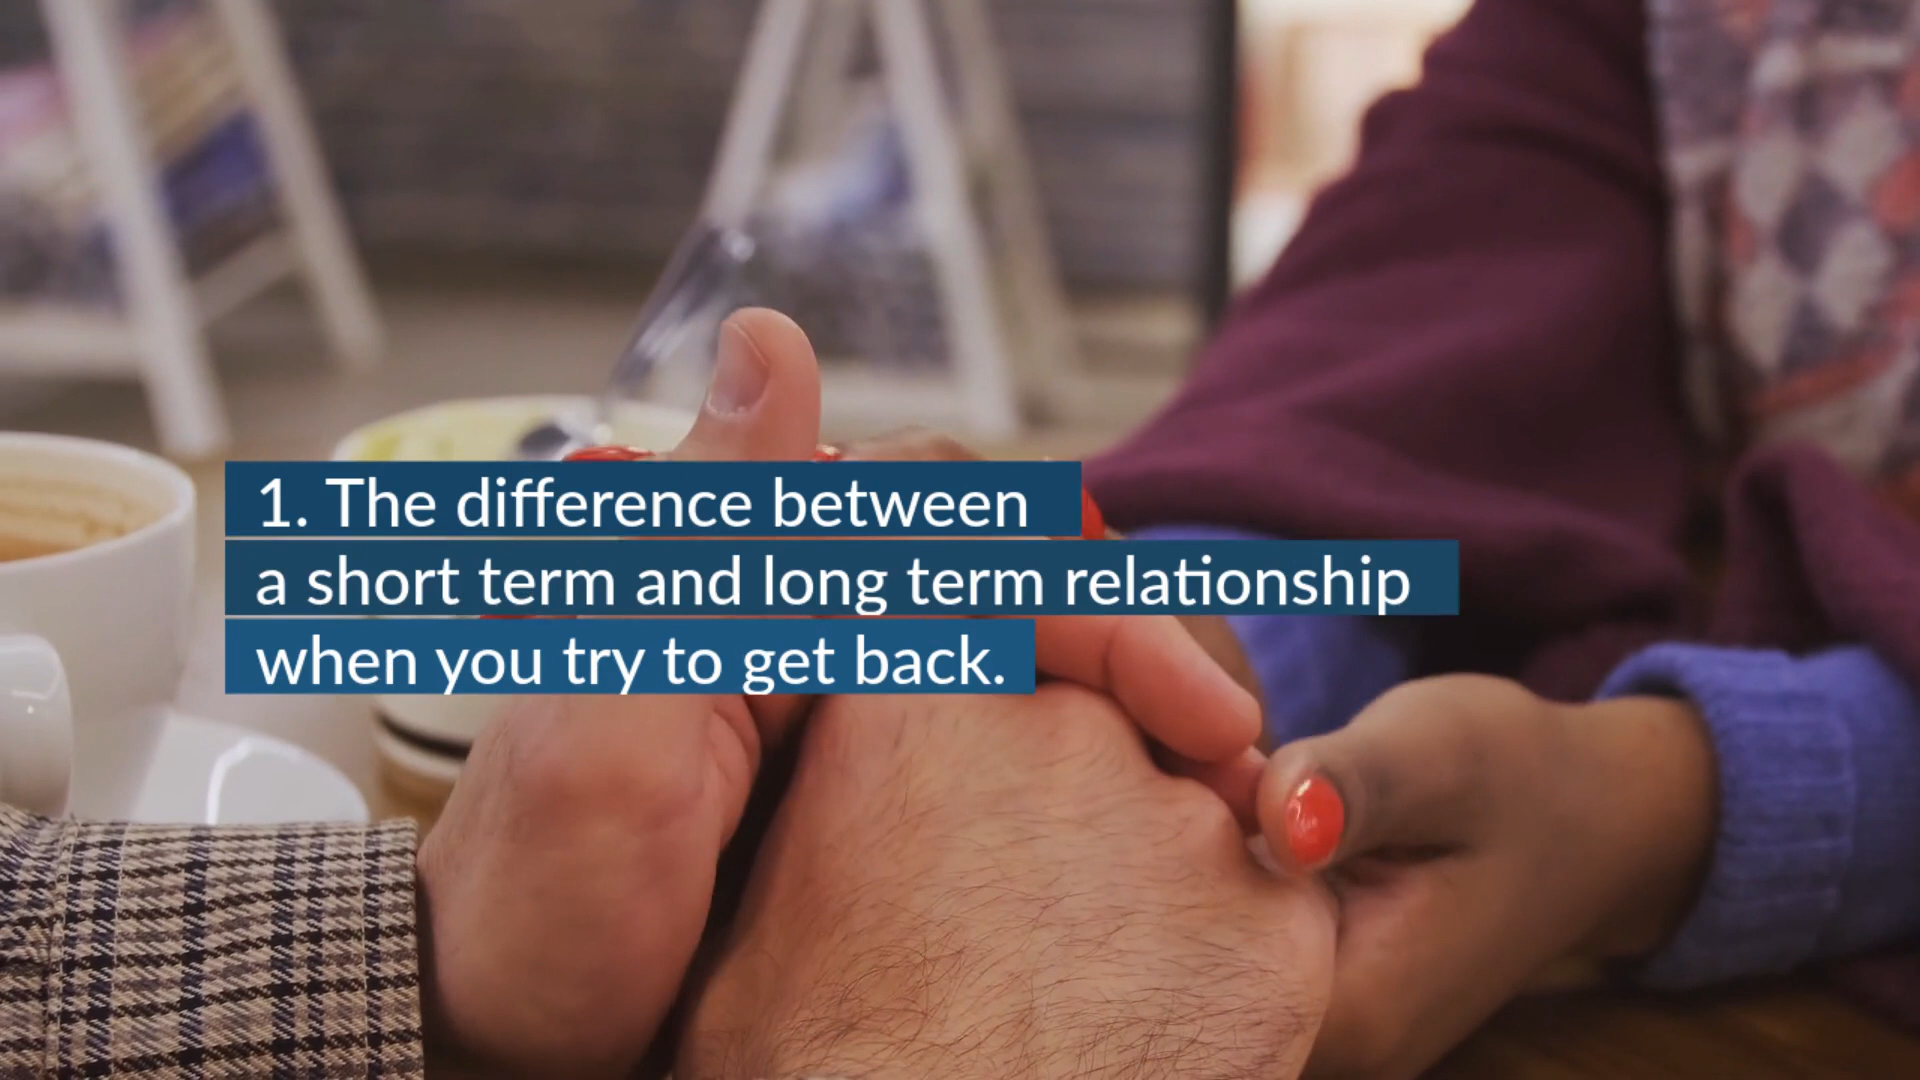 1. The difference between
a short term and long term relationship
when you try to get back.